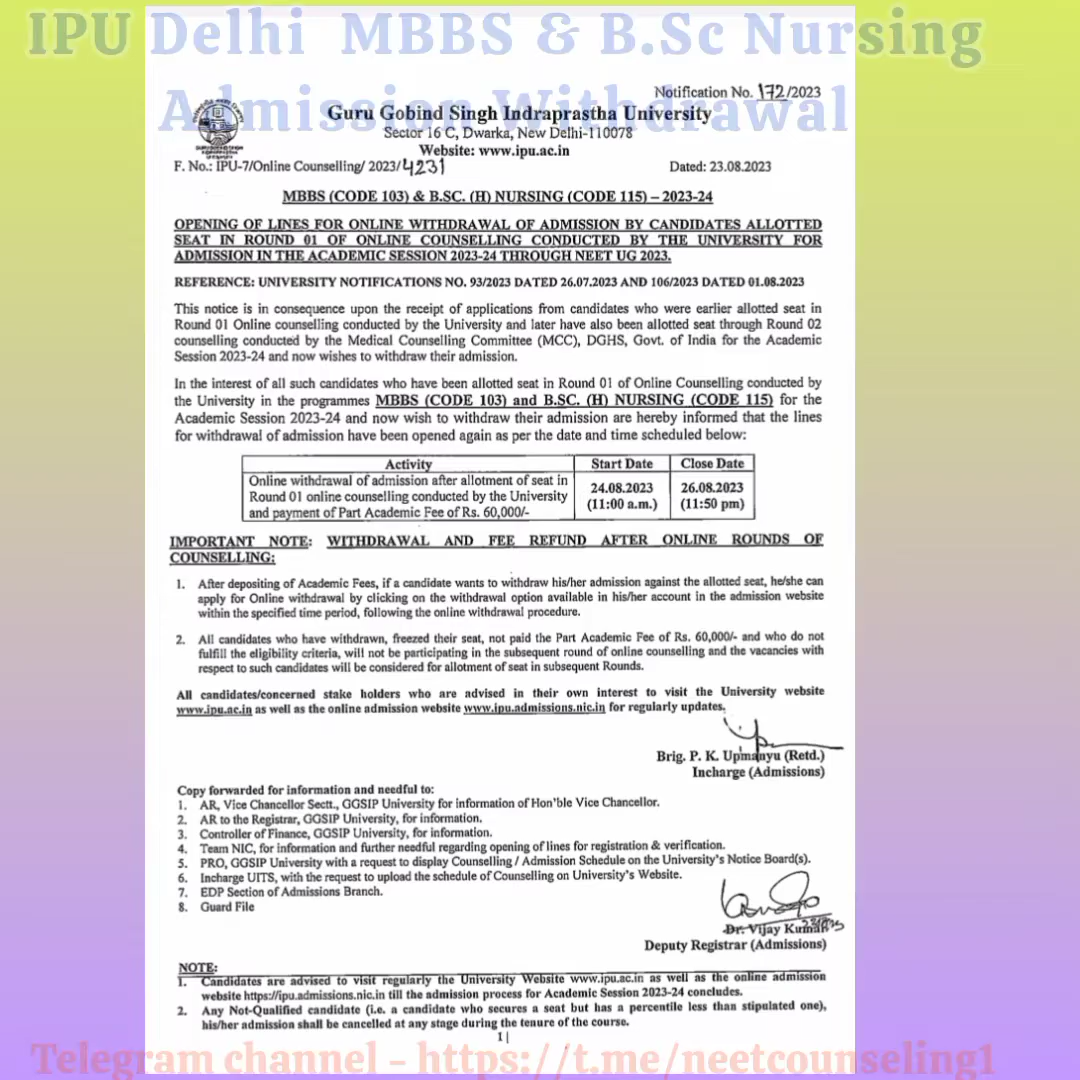 IPU Delhi MBBS & B.Sc Nursing
Admission Withdrawal
Notification No. 172/2023
Guru Gobind Singh Indraprastha University
Sector 16 C, Dwarka, New Delhi-110078
Website: www.ipu.ac.in
F. No.: IPU-7/Online Counselling/ 2023/4231 Dated: 23.08.2023
MBBS (CODE 103) & B.SC. (H) NURSING (CODE 115) – 2023-24
OPENING OF LINES FOR ONLINE WITHDRAWAL OF ADMISSION BY CANDIDATES ALLOTTED
SEAT IN ROUND 01 OF ONLINE COUNSELLING CONDUCTED BY THE UNIVERSITY FOR
ADMISSION IN THE ACADEMIC SESSION 2023-24 THROUGH NEET UG 2023.
REFERENCE: UNIVERSITY NOTIFICATIONS NO. 93/2023 DATED 26.07.2023 AND 106/2023 DATED 01.08.2023
This notice is in consequence upon the receipt of applications from candidates who were earlier allotted seat in
Round 01 Online counselling conducted by the University and later have also been allotted seat through Round 02
counselling conducted by the Medical Counselling Committee (MCC), DGHS, Govt. of India for the Academic
Session 2023-24 and now wishes to withdraw their admission.
In the interest of all such candidates who have been allotted seat in Round 01 of Online Counselling conducted by
the University in the programmes MBBS (CODE 103) and B.SC. (H) NURSING (CODE 115) for the
Academic Session 2023-24 and now wish to withdraw their admission are hereby informed that the lines
for withdrawal of admission have been opened again as per the date and time scheduled below:
Activity Start Date Close Date
Online withdrawal of admission after allotment of seat in
Round 01 online counselling conducted by the University
and payment of Part Academic Fee of Rs. 60,000/-
24.08.2023
(11:00 a.m.)
26.08.2023
(11:50 pm)
IMPORTANT NOTE: WITHDRAWAL AND FEE REFUND AFTER ONLINE ROUNDS OF
COUNSELLING:
1. After depositing of Academic Fees, if a candidate wants to withdraw his/her admission against the allotted seat, he/she can
apply for Online withdrawal by clicking on the withdrawal option available in his/her account in the admission website
within the specified time period, following the online withdrawal procedure.
2. All candidates who have withdrawn, freezed their seat, not paid the Part Academic Fee of Rs. 60,000/- and who do not
fulfill the eligibility criteria, will not be participating in the subsequent round of online counselling and the vacancies with
respect to such candidates will be considered for allotment of seat in subsequent Rounds.
All candidates/concerned stake holders who are advised in their own interest to visit the University website
www.ipu.ac.in as well as the online admission website www.ipu.admissions.nic.in for regularly updates.
Brig. P. K. Upmanyu (Retd.)
Incharge (Admissions)
Copy forwarded for information and needful to:
1. AR, Vice Chancellor Sectt., GGSIP University for information of Hon'ble Vice Chancellor.
2. AR to the Registrar, GGSIP University, for information.
3. Controller of Finance, GGSIP University, for information.
4. Team NIC, for information and further needful regarding opening of lines for registration & verification.
5. PRO, GGSIP University with a request to display Counselling / Admission Schedule on the University's Notice Board(s).
6. Incharge UITS, with the request to upload the schedule of Counselling on University's Website.
7. EDP Section of Admissions Branch.
8. Guard File
Dr. Vijay Kumar
Deputy Registrar (Admissions)
NOTE:
1. Candidates are advised to visit regularly the University Website www.ipu.ac.in as well as the online admission
website https://ipu.admissions.nic.in till the admission process for Academic Session 2023-24 concludes.
2. Any Not-Qualified candidate (i.e. a candidate who secures a seat but has a percentile less than stipulated one),
his/her admission shall be cancelled at any stage during the tenure of the course.
1|
Telegram channel - https://t.me/neetcounseling1